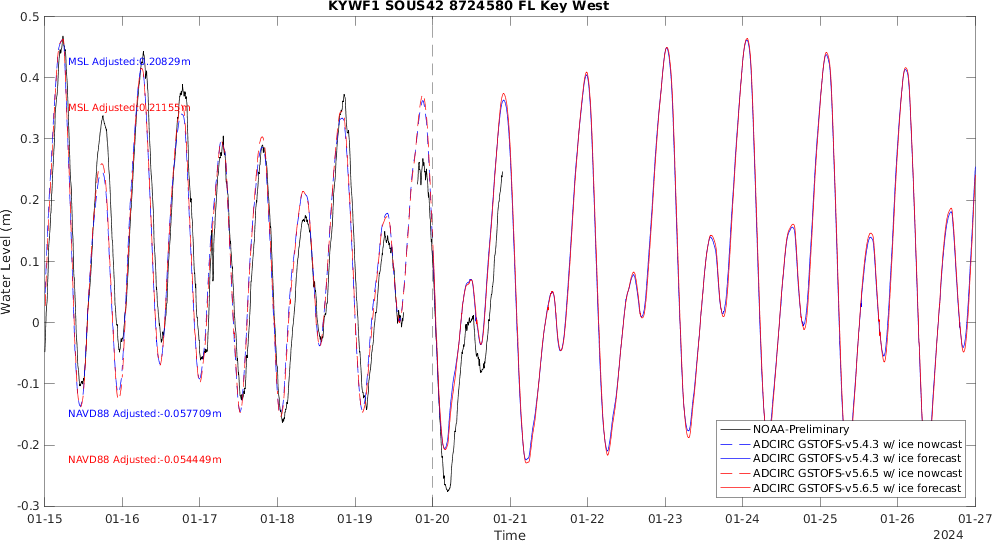 KYWF1 SOUS42 8724580 FL Key West
0.5
0.4
0.3
0.2
0.1
0
-0.1
-0.2
-0.3
Water Level (m)
MSL Adjusted:0.20829m
MSL Adjusted:0.21155m
NAVD88 Adjusted:-0.057709m
NAVD88 Adjusted:-0.054449m
NOAA-Preliminary
ADCIRC GSTOFS-v5.4.3 w/ ice nowcast
ADCIRC GSTOFS-v5.4.3 w/ ice forecast
ADCIRC GSTOFS-v5.6.5 w/ ice nowcast
ADCIRC GSTOFS-v5.6.5 w/ ice forecast
01-15 01-16 01-17 01-18 01-19 01-20 01-21 01-22 01-23 01-24 01-25 01-26 01-27
Time
2024